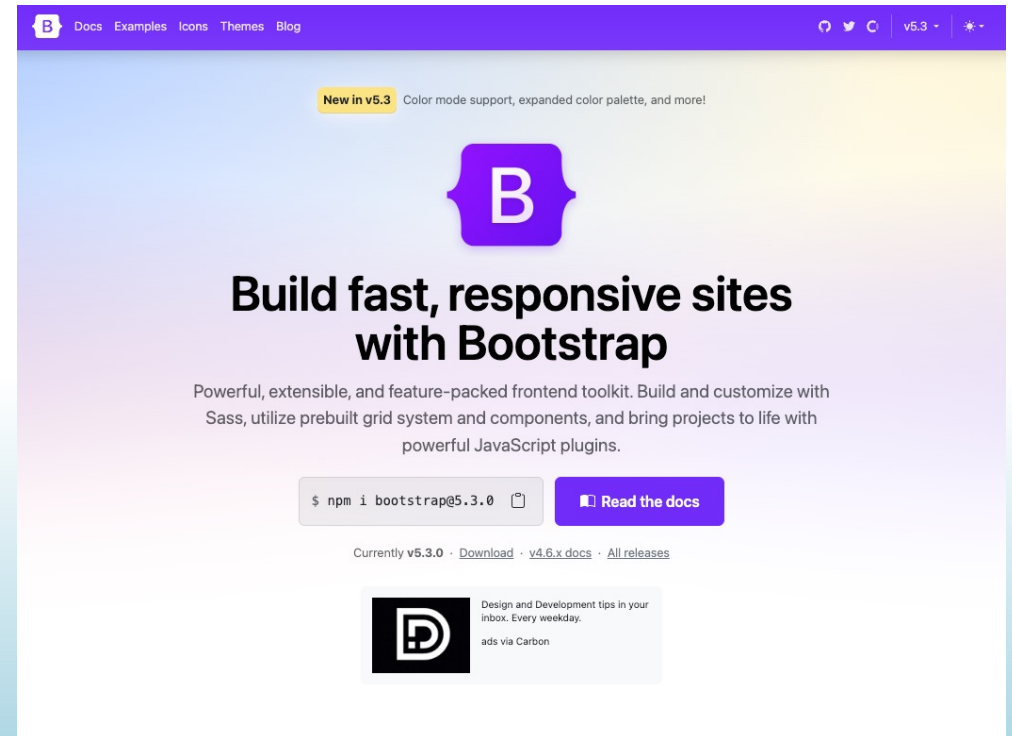 B Docs Examples Icons Themes Blog v5.3
New in v5.3 Color mode support, expanded color palette, and more!
B
Build fast, responsive sites
with Bootstrap
Powerful, extensible, and feature-packed frontend toolkit. Build and customize with
Sass, utilize prebuilt grid system and components, and bring projects to life with
powerful JavaScript plugins.
$ npm i bootstrap@5.3.0 Read the docs
Currently v5.3.0 · Download · v4.6.x docs · All releases
D
Design and Development tips in your
inbox. Every weekday.
ads via Carbon